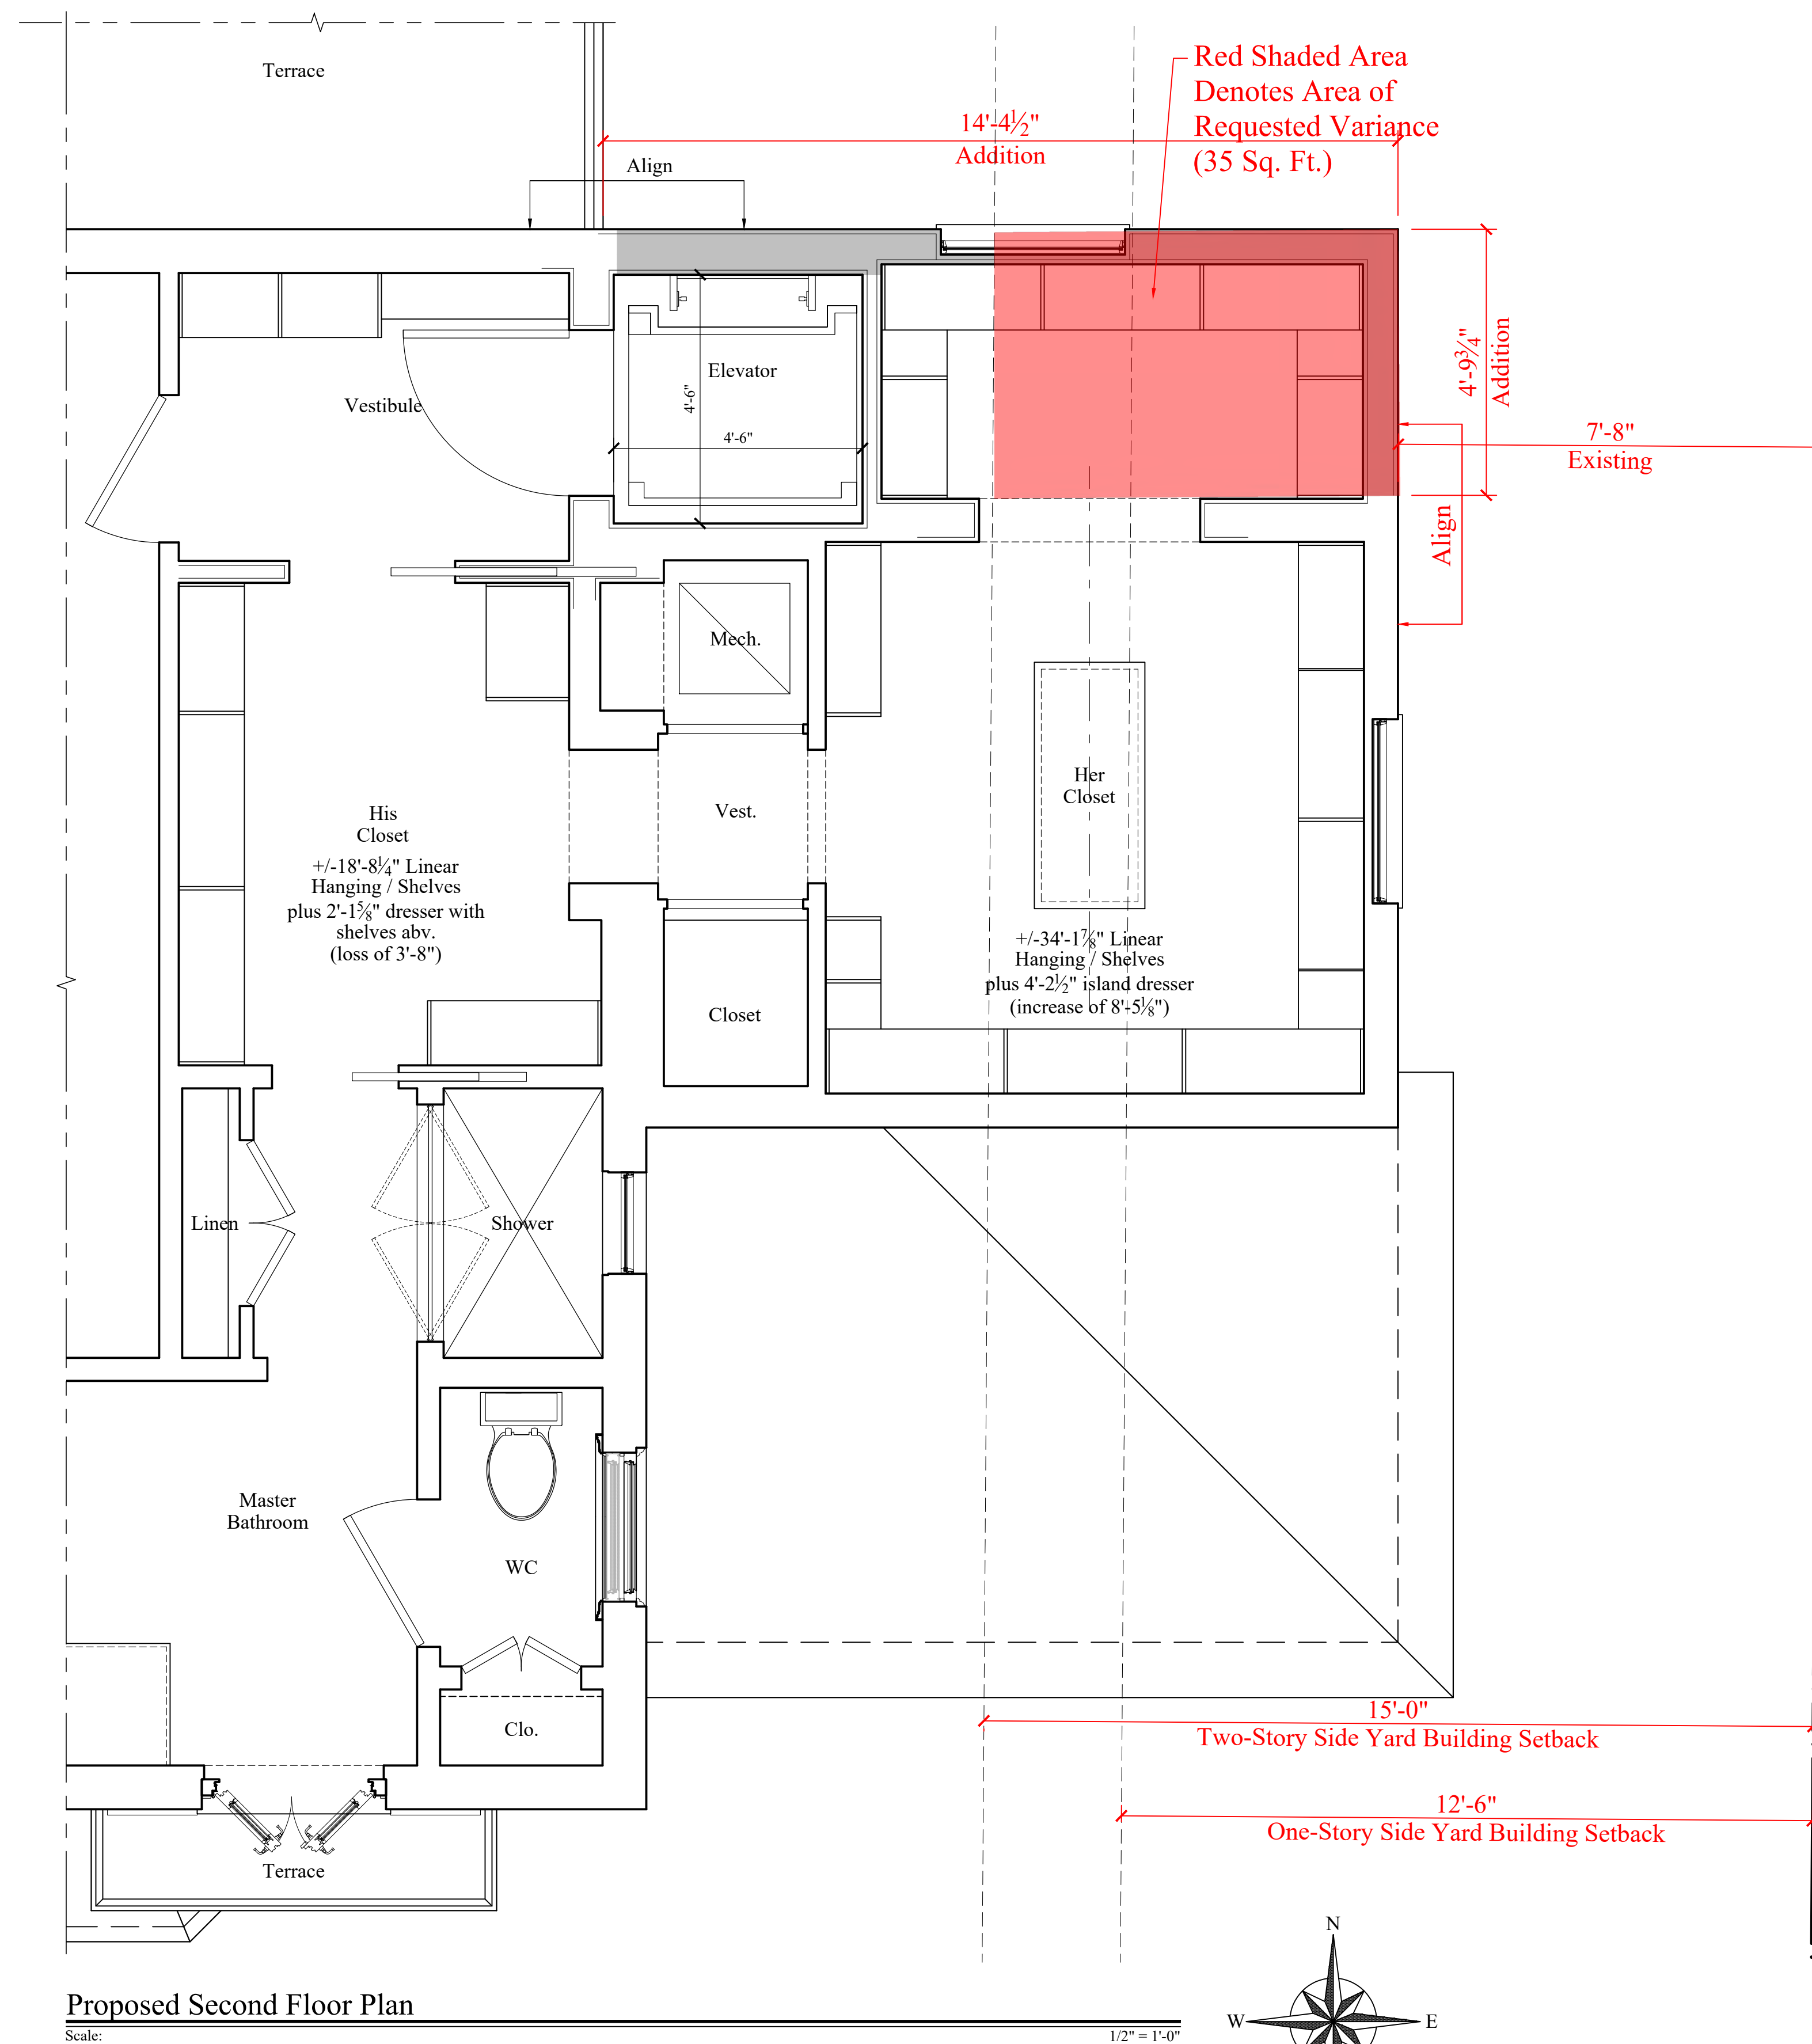 Terrace
Red Shaded Area
Denotes Area of
Requested Variance
(35 Sq. Ft.)
14'-4½"
Addition
Align
4'-9¾"
Addition
Elevator
4'-6"
4'-6"
Vestibule
7'-8"
Existing
Align
Mech.
Her
Closet
Vest.
His
Closet
+/-18'-8¼" Linear
Hanging / Shelves
plus 2'-1⅝" dresser with
shelves abv.
(loss of 3'-8")
+/-34'-1⅞" Linear
Hanging / Shelves
plus 4'-2½" island dresser
(increase of 8'-5⅛")
Closet
Linen
Shower
Master
Bathroom
WC
Clo.
15'-0"
Two-Story Side Yard Building Setback
12'-6"
One-Story Side Yard Building Setback
Terrace
N
W
E
Proposed Second Floor Plan
Scale:
1/2" = 1'-0"